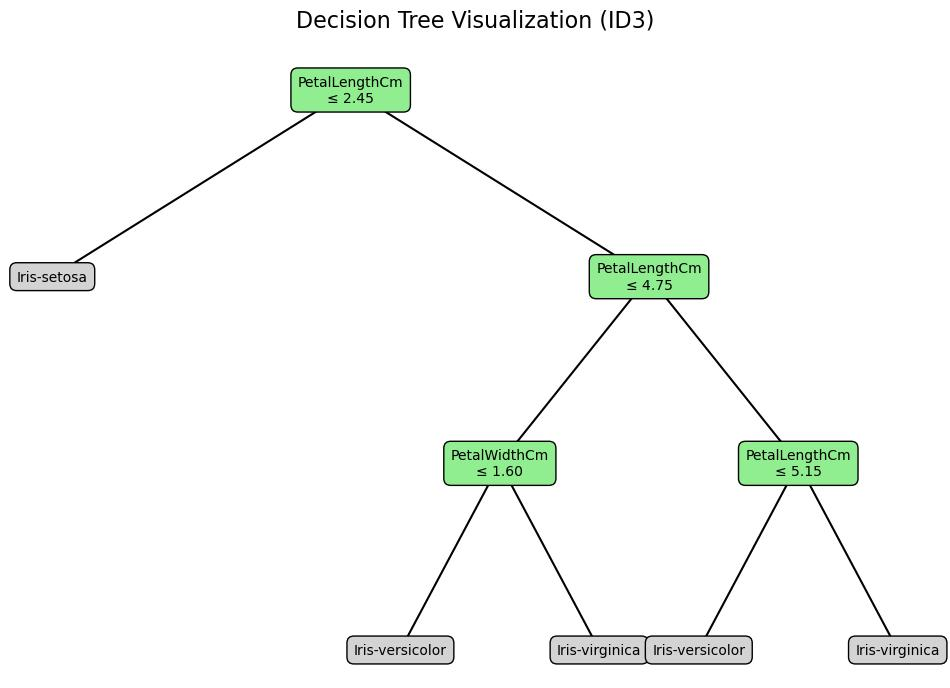 Decision Tree Visualization (ID3)
PetalLengthCm
≤ 2.45
Iris-setosa
PetalLengthCm
≤ 4.75
PetalWidthCm
≤ 1.60
PetalLengthCm
≤ 5.15
Iris-versicolor
Iris-virginica
Iris-versicolor
Iris-virginica